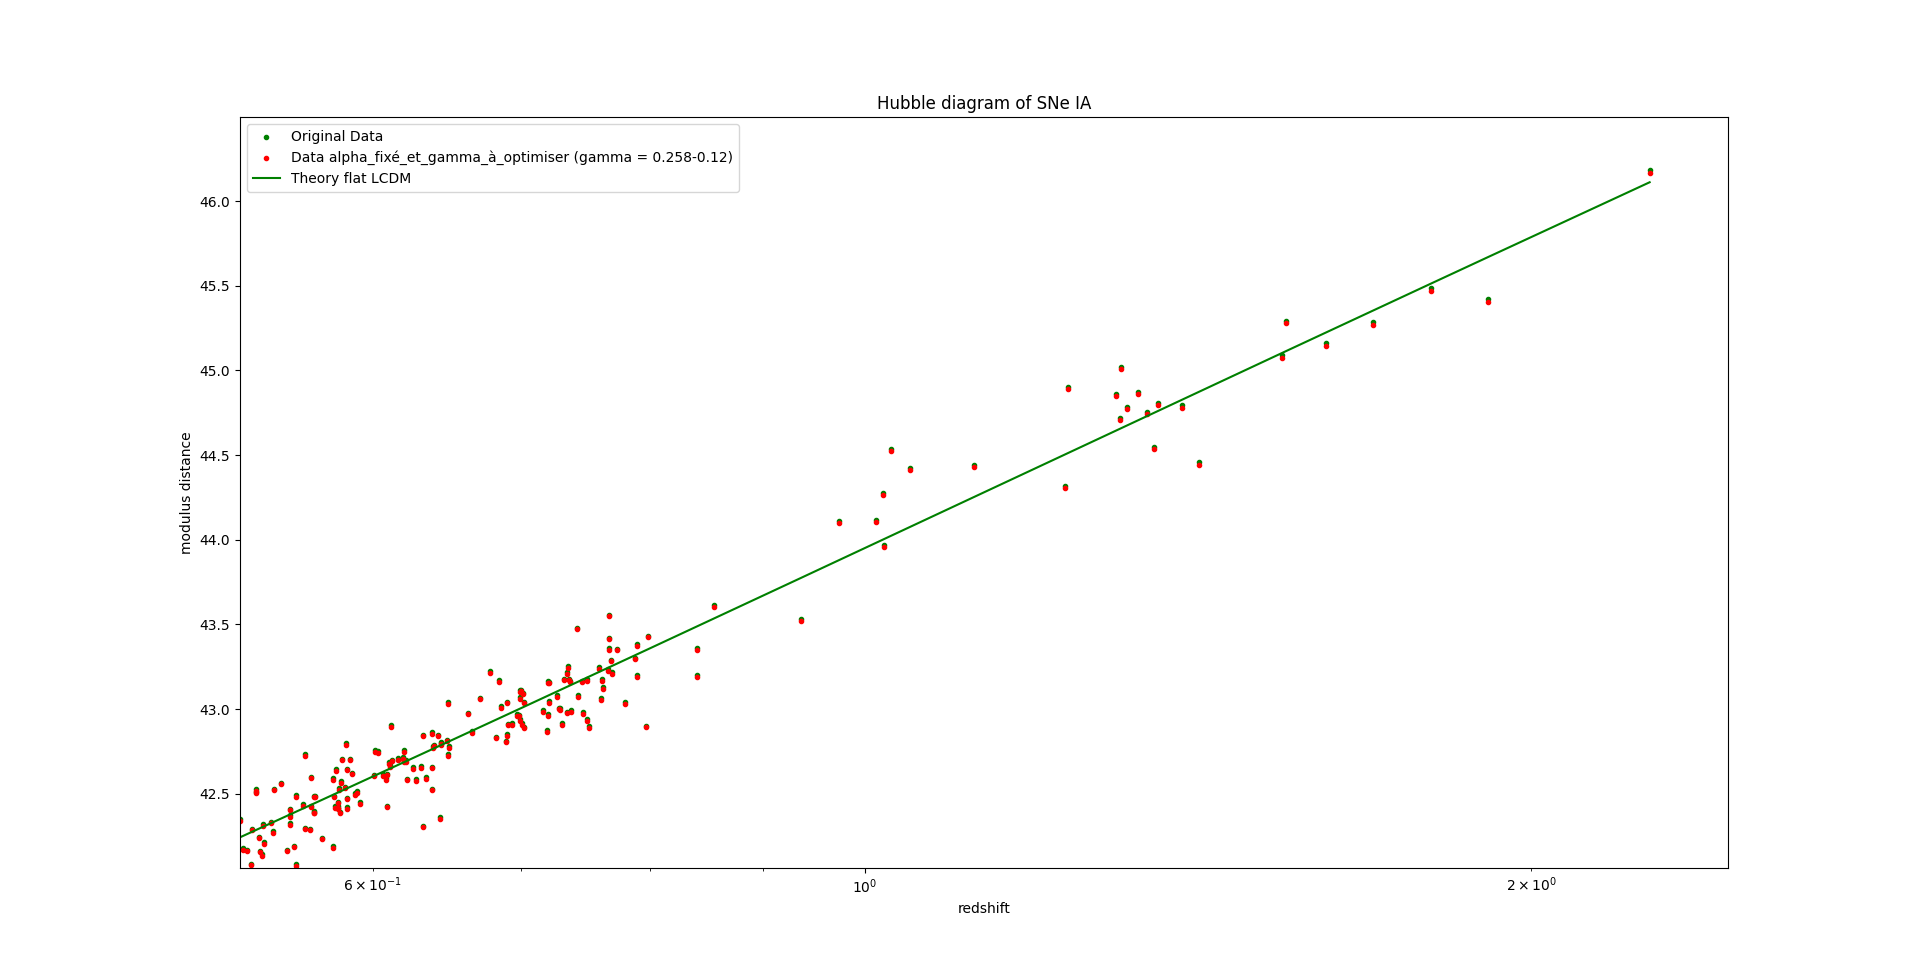 Hubble diagram of SNe IA
Original Data
Data alpha_fixé_et_gamma_à_optimiser (gamma = 0.258-0.12)
Theory flat LCDM
46.0
45.5
45.0
44.5
44.0
43.5
43.0
42.5
modulus distance
6 × 10⁻¹
10⁰
2 × 10⁰
redshift